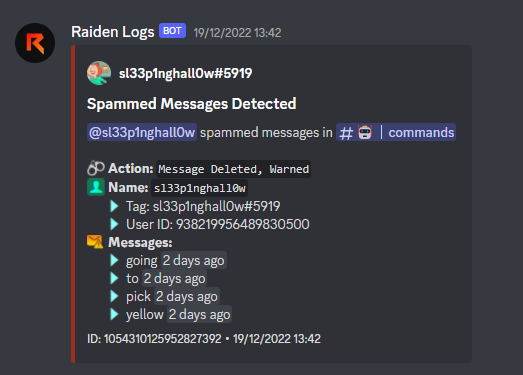 Raiden Logs BOT 19/12/2022 13:42
sl33p1nghall0w#5919
Spammed Messages Detected
@sl33p1nghall0w spammed messages in # | commands
Action: Message Deleted, Warned
Name: sl33p1nghall0w
Tag: sl33p1nghall0w#5919
User ID: 938219956489830500
Messages:
going 2 days ago
to 2 days ago
pick 2 days ago
yellow 2 days ago
ID: 1054310125952827392 • 19/12/2022 13:42